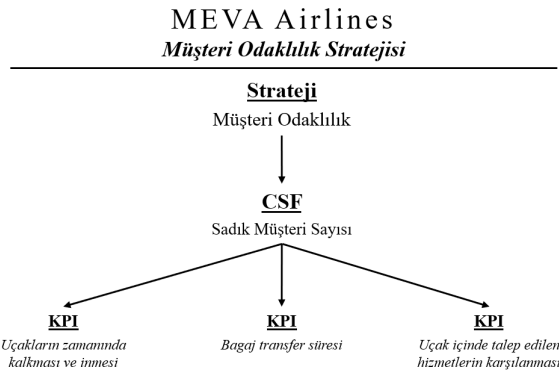 MEVA Airlines
Müşteri Odaklılık Stratejisi
Strateji
Müşteri Odaklılık
CSF
Sadık Müşteri Sayısı
KPI
Uçakların zamanında
kalkması ve inmesi
KPI
Bagaj transfer süresi
KPI
Uçak içinde talep edilen
hizmetlerin karşılanması